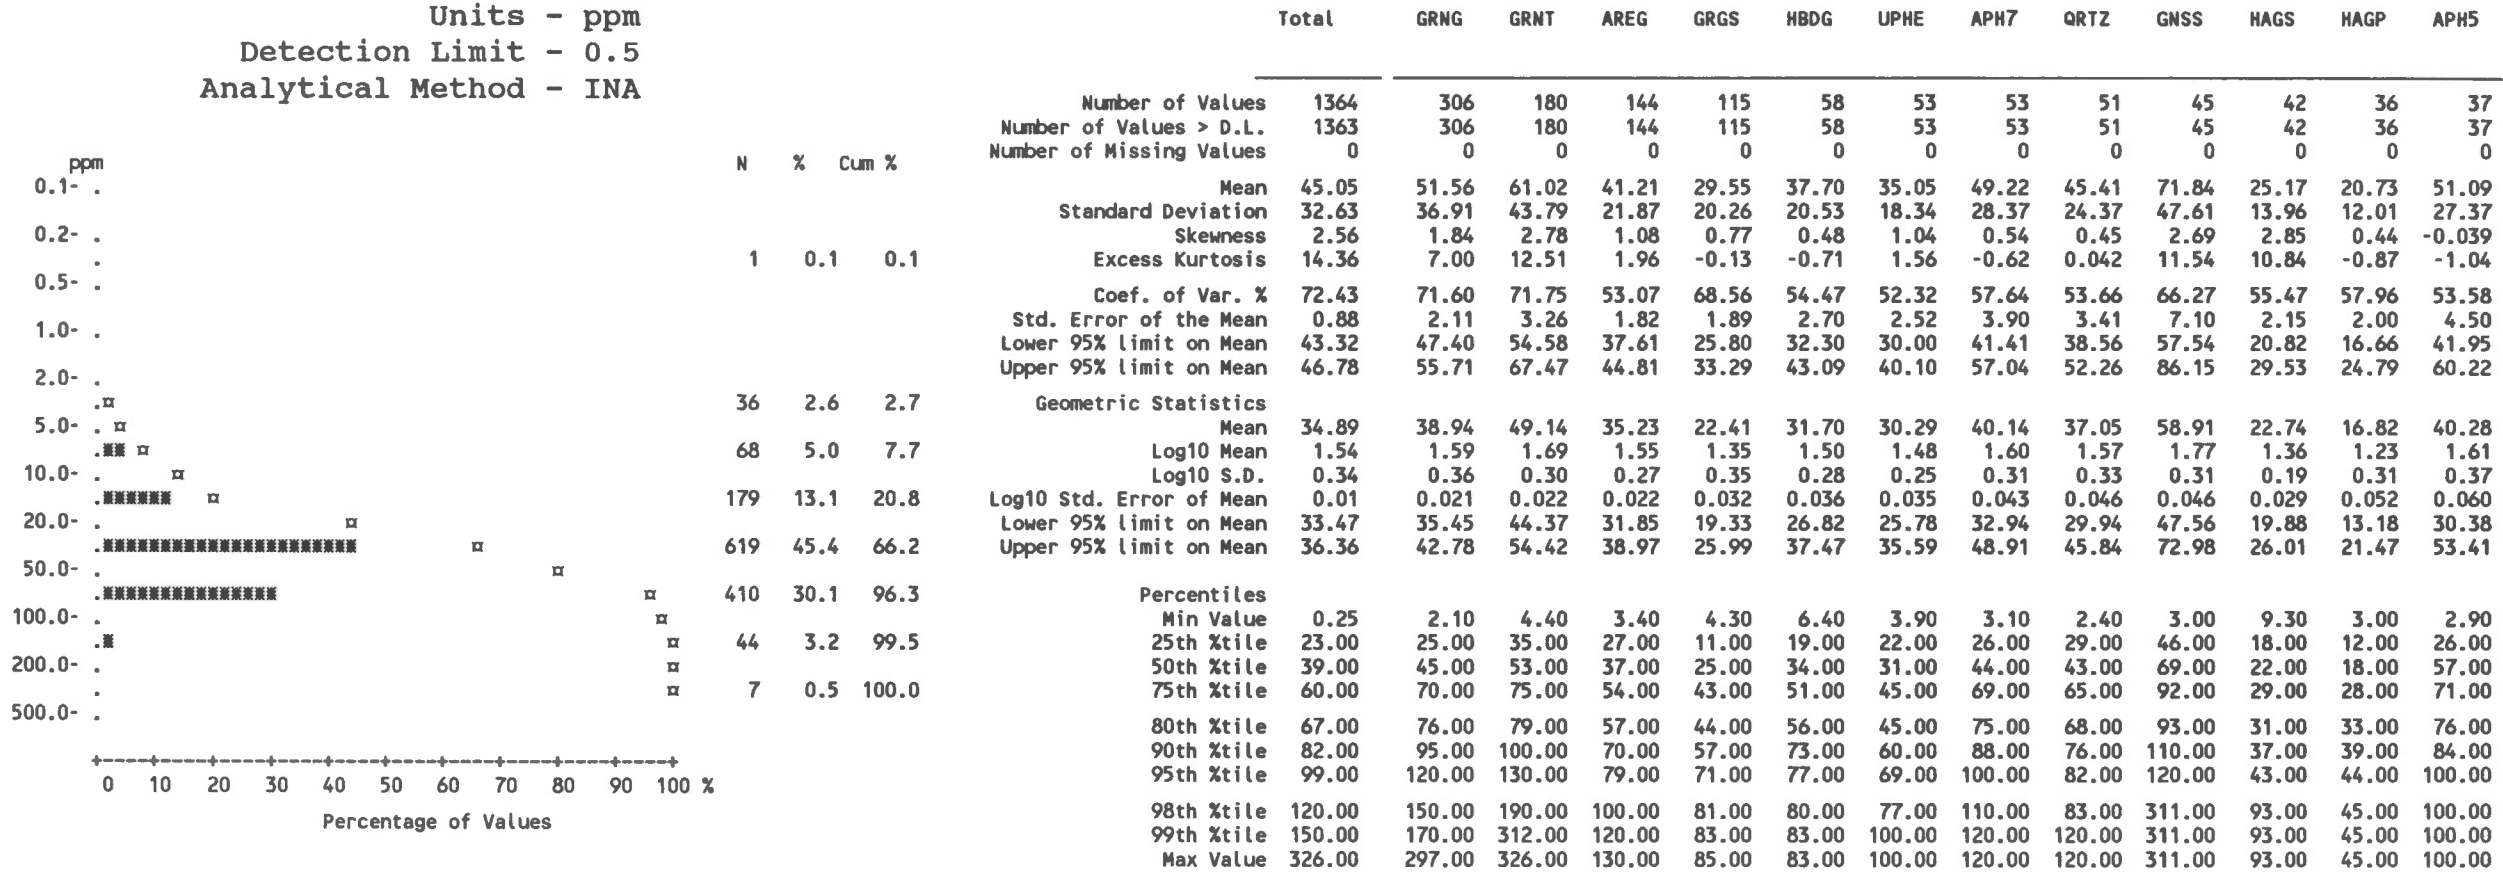 Units - ppm
Detection Limit - 0.5
Analytical Method - INA
ppm
N % Cum %
0.1-
0.2-
1 0.1 0.1
0.5-
1.0-
2.0-
36 2.6 2.7
5.0-
68 5.0 7.7
10.0-
179 13.1 20.8
20.0-
619 45.4 66.2
50.0-
410 30.1 96.3
100.0-
44 3.2 99.5
200.0-
7 0.5 100.0
500.0-
0 10 20 30 40 50 60 70 80 90 100 %
Percentage of Values
Total GRNG GRNT AREG GRGS HBDG UPHE APH7 QRTZ GNSS HAGS HAGP APH5
Number of Values 1364 306 180 144 115 58 53 53 51 45 42 36 37
Number of Values > D.L. 1363 306 180 144 115 58 53 53 51 45 42 36 37
Number of Missing Values 0 0 0 0 0 0 0 0 0 0 0 0 0
Mean 45.05 51.56 61.02 41.21 29.55 37.70 35.05 49.22 45.41 71.84 25.17 20.73 51.09
Standard Deviation 32.63 36.91 43.79 21.87 20.26 20.53 18.34 28.37 24.37 47.61 13.96 12.01 27.37
Skewness 2.56 1.84 2.78 1.08 0.77 0.48 1.04 0.54 0.45 2.69 2.85 0.44 -0.039
Excess Kurtosis 14.36 7.00 12.51 1.96 -0.13 -0.71 1.56 -0.62 0.042 11.54 10.84 -0.87 -1.04
Coef. of Var. % 72.43 71.60 71.75 53.07 68.56 54.47 52.32 57.64 53.66 66.27 55.47 57.96 53.58
Std. Error of the Mean 0.88 2.11 3.26 1.82 1.89 2.70 2.52 3.90 3.41 7.10 2.15 2.00 4.50
Lower 95% limit on Mean 43.32 47.40 54.58 37.61 25.80 32.30 30.00 41.41 38.56 57.54 20.82 16.66 41.95
Upper 95% limit on Mean 46.78 55.71 67.47 44.81 33.29 43.09 40.10 57.04 52.26 86.15 29.53 24.79 60.22
Geometric Statistics
Mean 34.89 38.94 49.14 35.23 22.41 31.70 30.29 40.14 37.05 58.91 22.74 16.82 40.28
Log10 Mean 1.54 1.59 1.69 1.55 1.35 1.50 1.48 1.60 1.57 1.77 1.36 1.23 1.61
Log10 S.D. 0.34 0.36 0.30 0.27 0.35 0.28 0.25 0.31 0.33 0.31 0.19 0.31 0.37
Log10 Std. Error of Mean 0.01 0.021 0.022 0.022 0.032 0.036 0.035 0.043 0.046 0.046 0.029 0.052 0.060
Lower 95% limit on Mean 33.47 35.45 44.37 31.85 19.33 26.82 25.78 32.94 29.94 47.56 19.88 13.18 30.38
Upper 95% limit on Mean 36.36 42.78 54.42 38.97 25.99 37.47 35.59 48.91 45.84 72.98 26.01 21.47 53.41
Percentiles
Min Value 0.25 2.10 4.40 3.40 4.30 6.40 3.90 3.10 2.40 3.00 9.30 3.00 2.90
25th %tile 23.00 25.00 35.00 27.00 11.00 19.00 22.00 26.00 29.00 46.00 18.00 12.00 26.00
50th %tile 39.00 45.00 53.00 37.00 25.00 34.00 31.00 44.00 43.00 69.00 22.00 18.00 57.00
75th %tile 60.00 70.00 75.00 54.00 43.00 51.00 45.00 69.00 65.00 92.00 29.00 28.00 71.00
80th %tile 67.00 76.00 79.00 57.00 44.00 56.00 45.00 75.00 68.00 93.00 31.00 33.00 76.00
90th %tile 82.00 95.00 100.00 70.00 57.00 73.00 60.00 88.00 76.00 110.00 37.00 39.00 84.00
95th %tile 99.00 120.00 130.00 79.00 71.00 77.00 69.00 100.00 82.00 120.00 43.00 44.00 100.00
98th %tile 120.00 150.00 190.00 100.00 81.00 80.00 77.00 110.00 83.00 311.00 93.00 45.00 100.00
99th %tile 150.00 170.00 312.00 120.00 83.00 83.00 100.00 120.00 120.00 311.00 93.00 45.00 100.00
Max Value 326.00 297.00 326.00 130.00 85.00 83.00 100.00 120.00 120.00 311.00 93.00 45.00 100.00